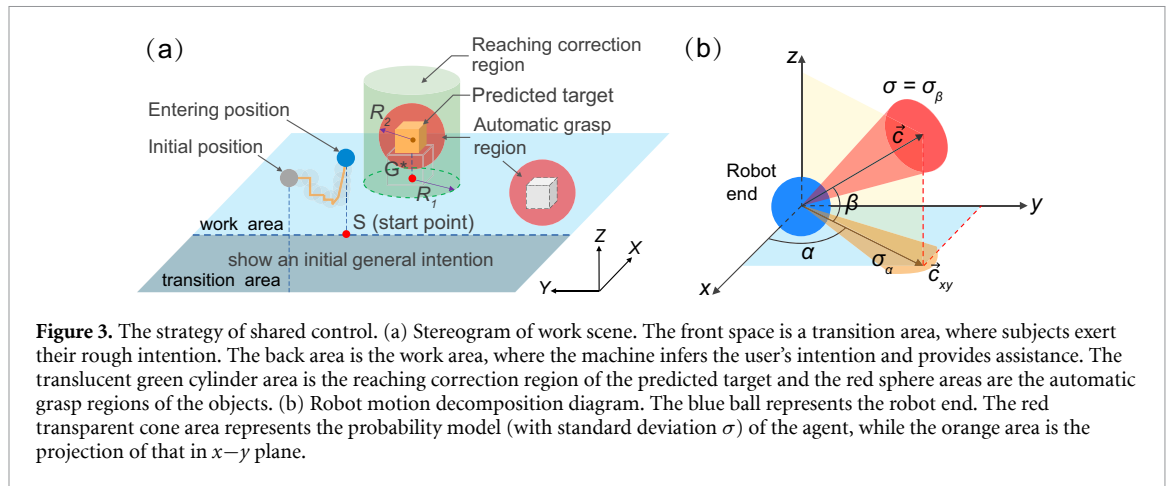 (a)
Reaching correction
region
Predicted target
Entering position
Automatic grasp
region
Initial position
R2
G*
R1
S (start point)
work area
show an initial general intention
transition area
Z
X
Y
(b)
z
σ = σβ
c⃗
Robot
end
β
y
α
σα
c⃗xy
x
Figure 3. The strategy of shared control. (a) Stereogram of work scene. The front space is a transition area, where subjects exert
their rough intention. The back area is the work area, where the machine infers the user's intention and provides assistance. The
translucent green cylinder area is the reaching correction region of the predicted target and the red sphere areas are the automatic
grasp regions of the objects. (b) Robot motion decomposition diagram. The blue ball represents the robot end. The red
transparent cone area represents the probability model (with standard deviation σ) of the agent, while the orange area is the
projection of that in x−y plane.